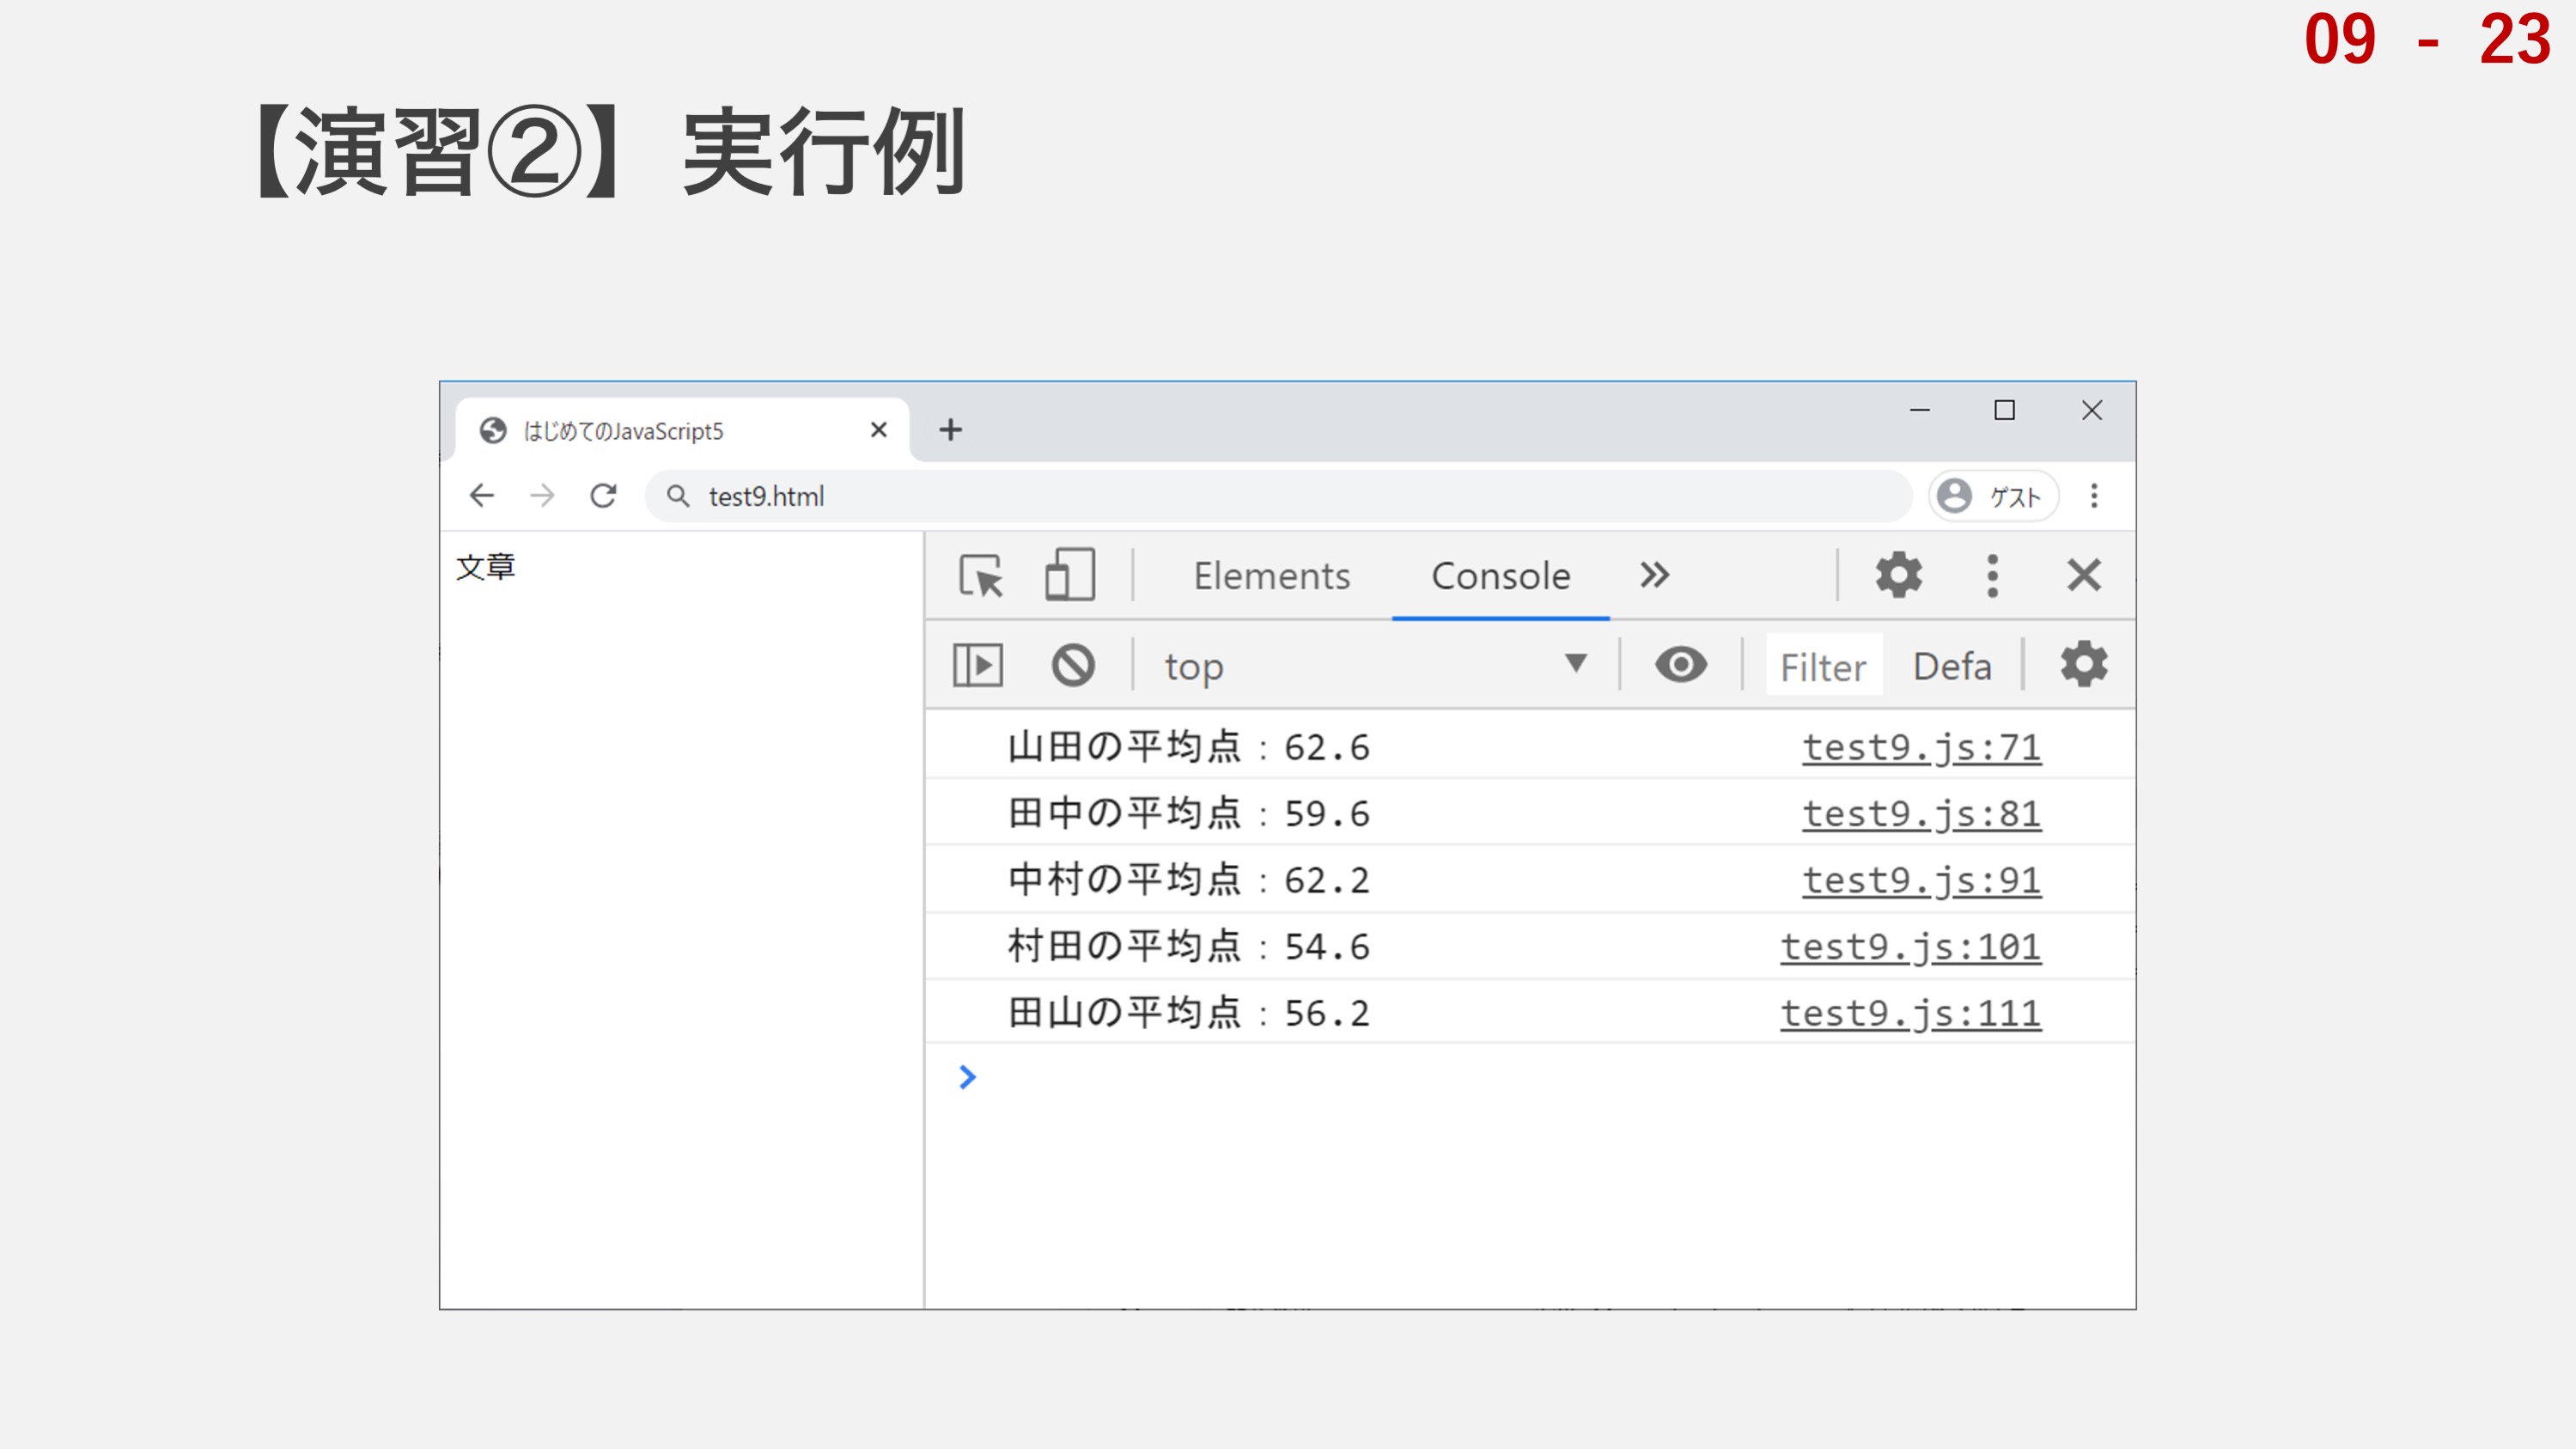 09 - 23
【演習②】実行例
はじめてのJavaScript5
test9.html
ゲスト
文章
Elements Console
top Filter Defa
山田の平均点：62.6 test9.js:71
田中の平均点：59.6 test9.js:81
中村の平均点：62.2 test9.js:91
村田の平均点：54.6 test9.js:101
田山の平均点：56.2 test9.js:111